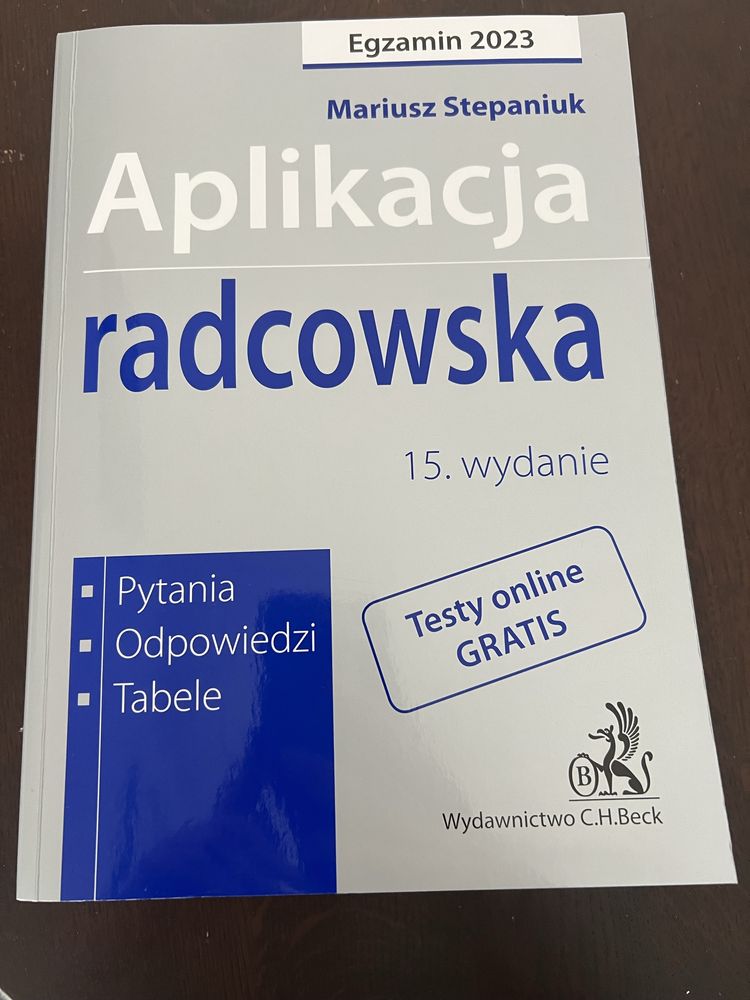 Egzamin 2023
Mariusz Stepaniuk
Aplikacja
radcowska
15. wydanie
Pytania
Odpowiedzi
Tabele
Testy online
GRATIS
B
Wydawnictwo C.H.Beck